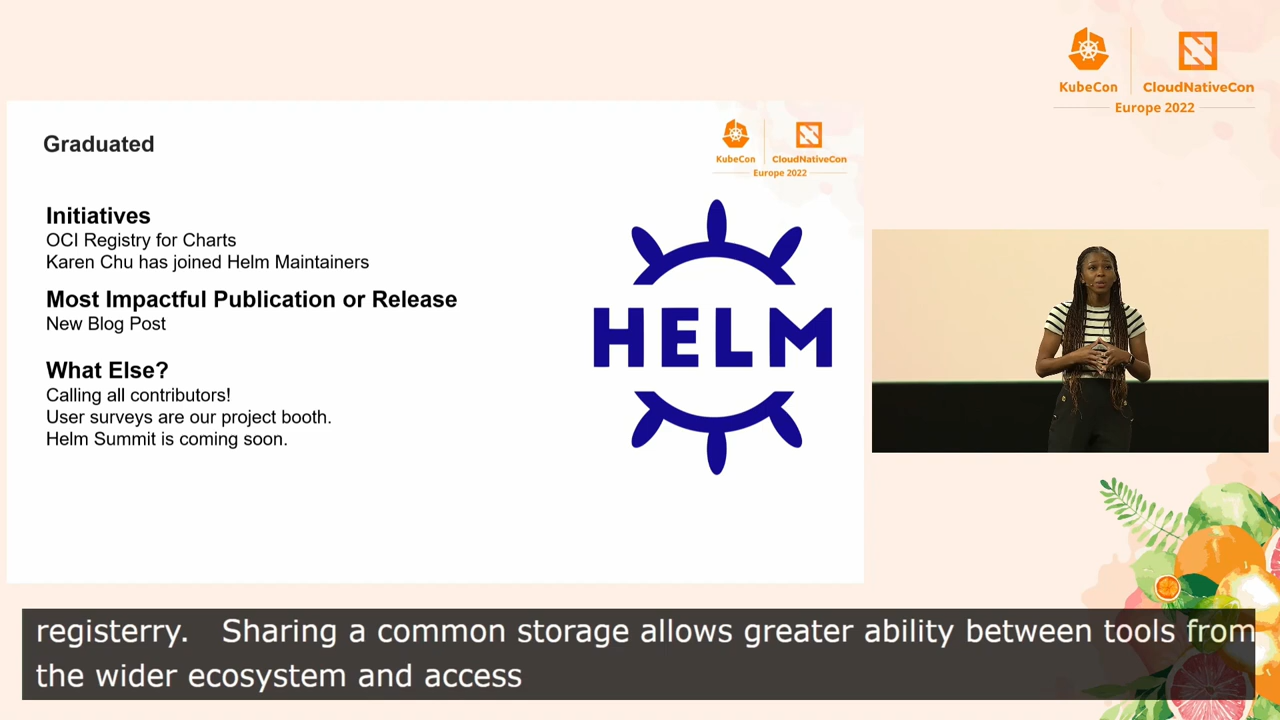 KubeCon
CloudNativeCon
Europe 2022
Graduated
KubeCon
CloudNativeCon
Europe 2022
Initiatives
OCI Registry for Charts
Karen Chu has joined Helm Maintainers
Most Impactful Publication or Release
New Blog Post
What Else?
Calling all contributors!
User surveys are our project booth.
Helm Summit is coming soon.
HELM
registerry. Sharing a common storage allows greater ability between tools from
the wider ecosystem and access